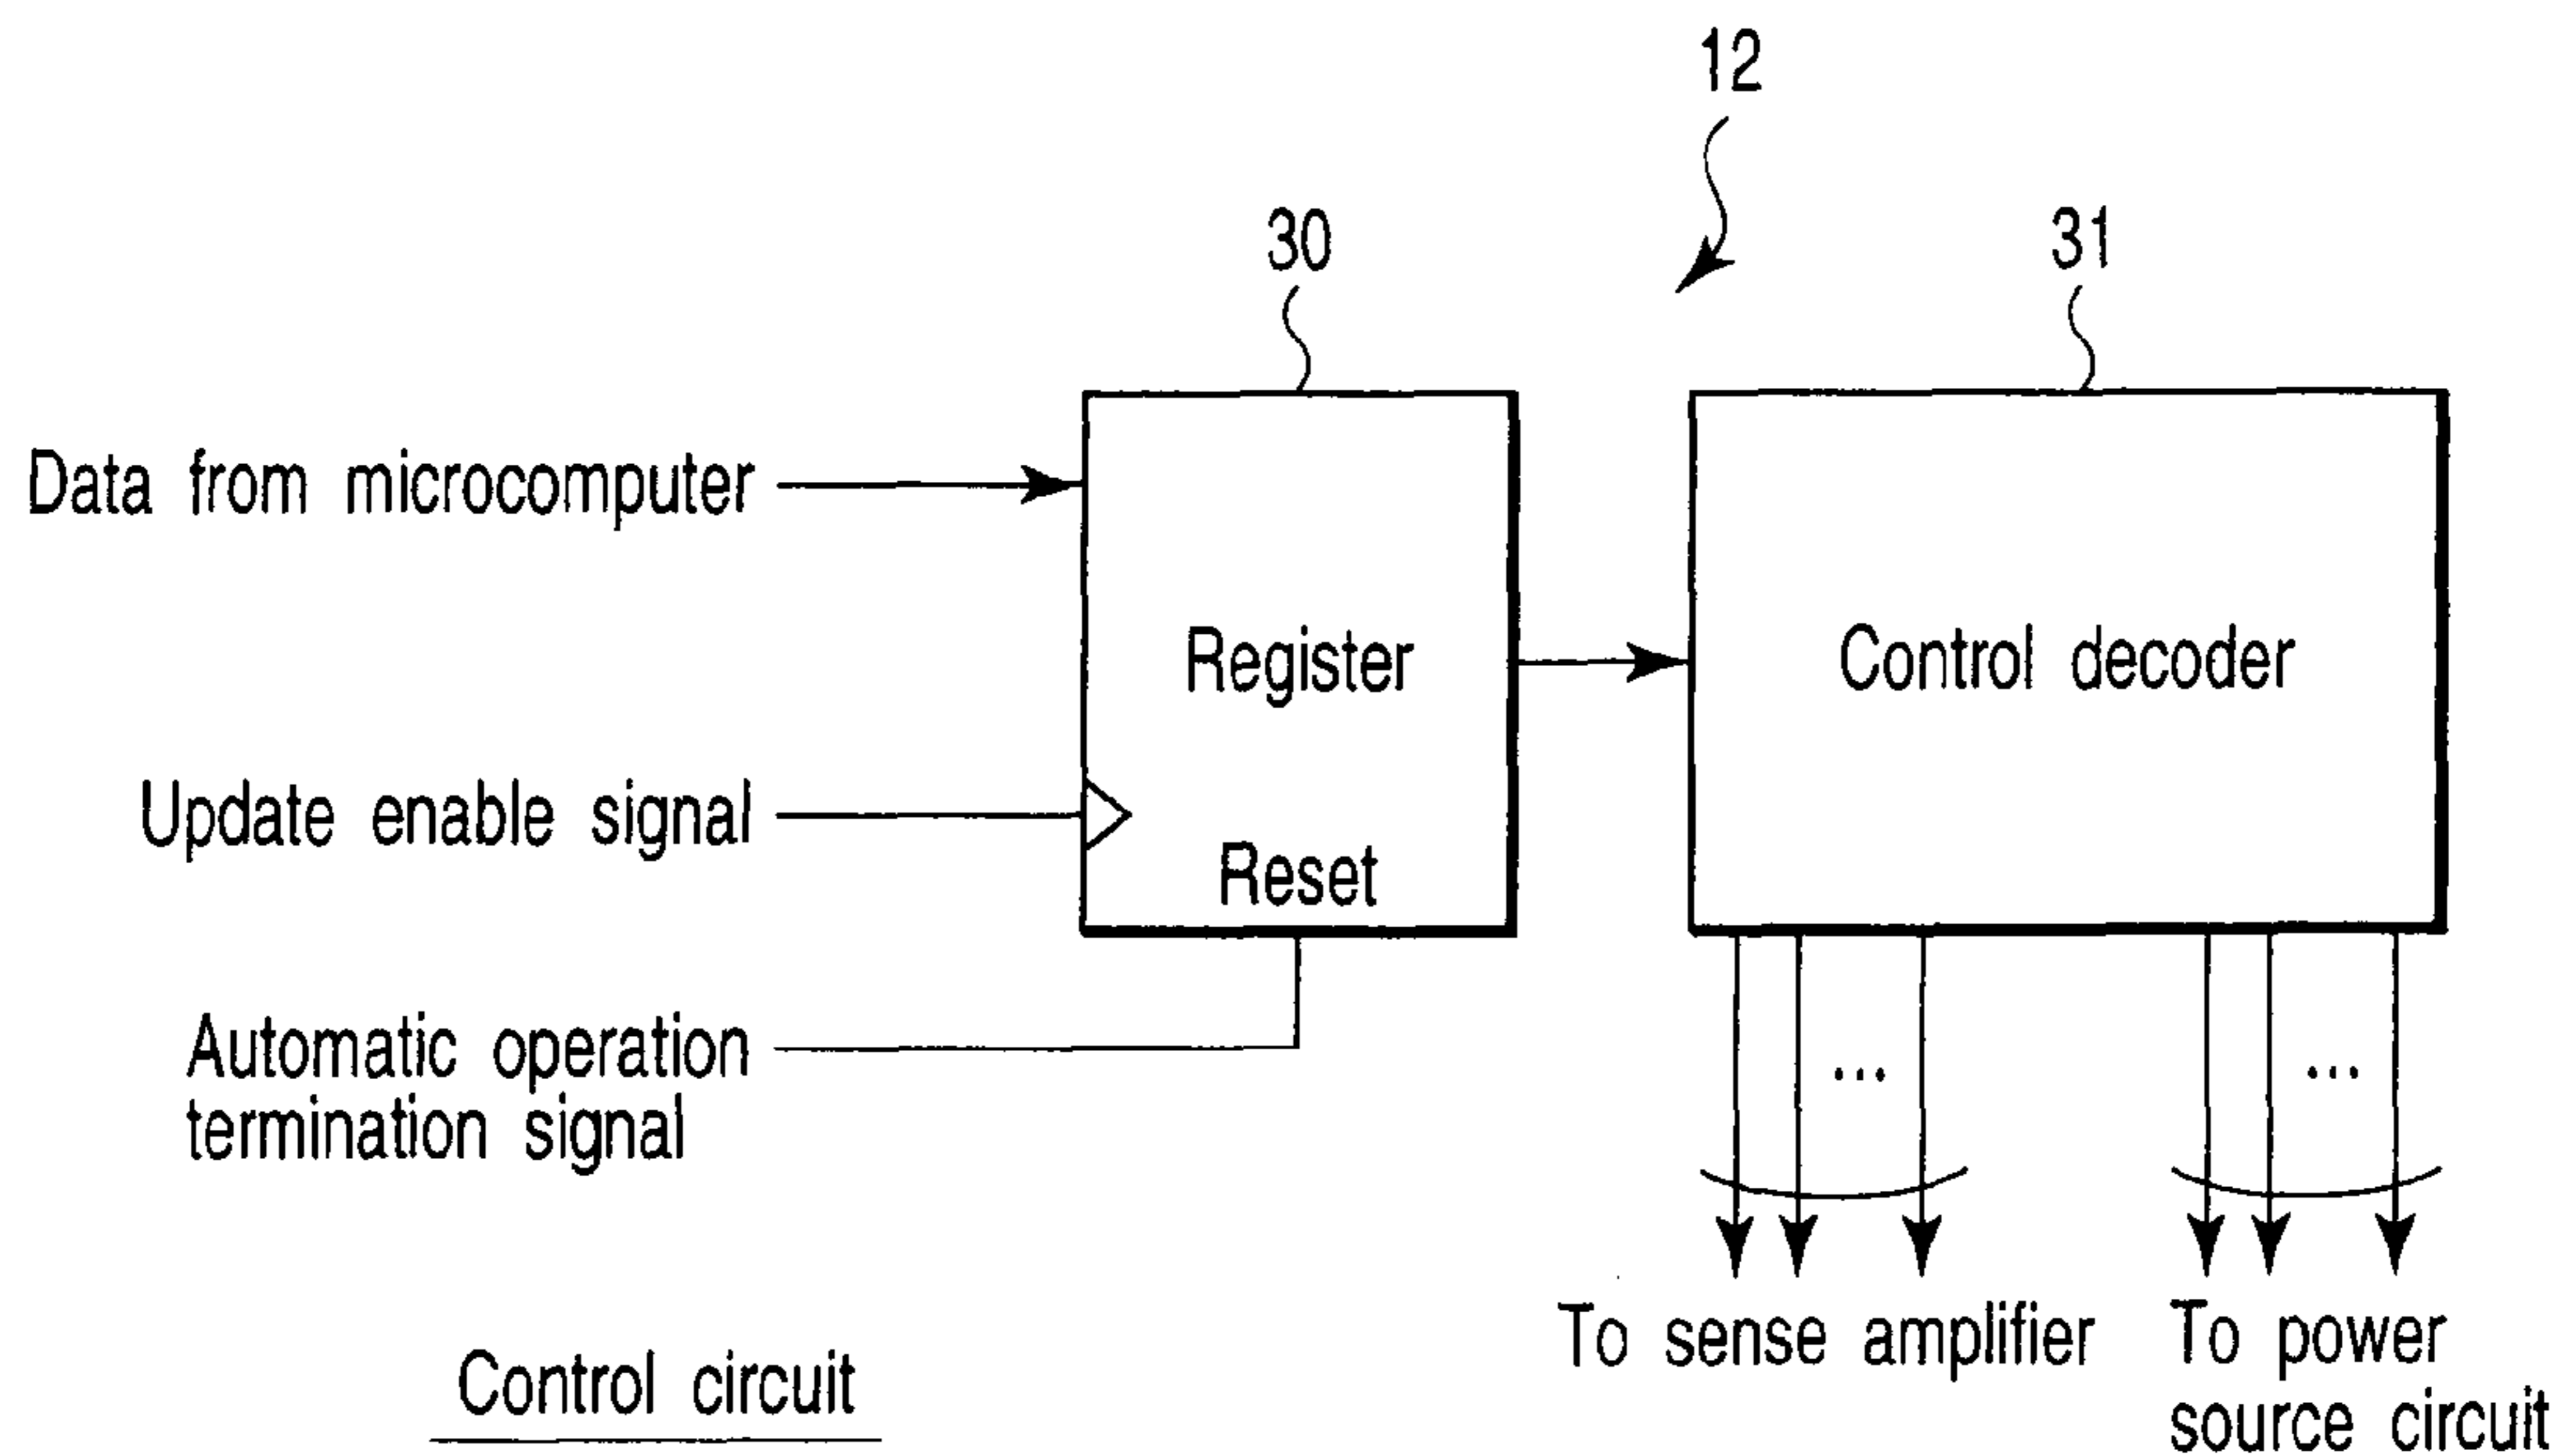 12
30
31
Data from microcomputer
Register
Control decoder
Update enable signal
Reset
Automatic operation
termination signal
...
...
To sense amplifier
To power
source circuit
Control circuit